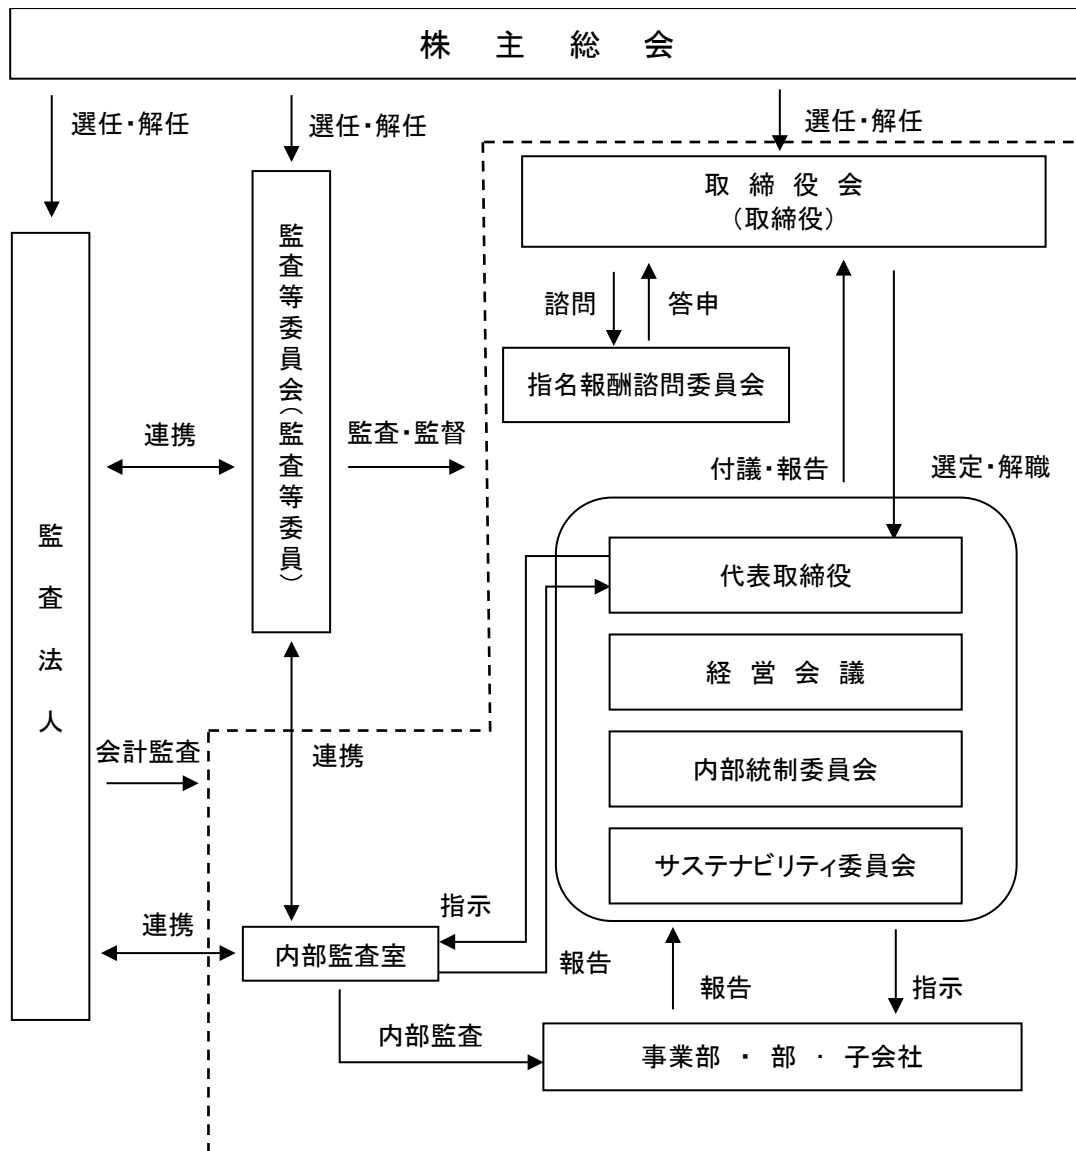 株主総会
選任・解任
選任・解任
選任・解任
取締役会
(取締役)
監査等委員会(監査等委員)
諮問
答申
指名報酬諮問委員会
連携
監査・監督
付議・報告
選定・解職
監査法人
代表取締役
経営会議
会計監査
連携
内部統制委員会
サステナビリティ委員会
指示
連携
内部監査室
報告
報告
指示
内部監査
事業部・部・子会社